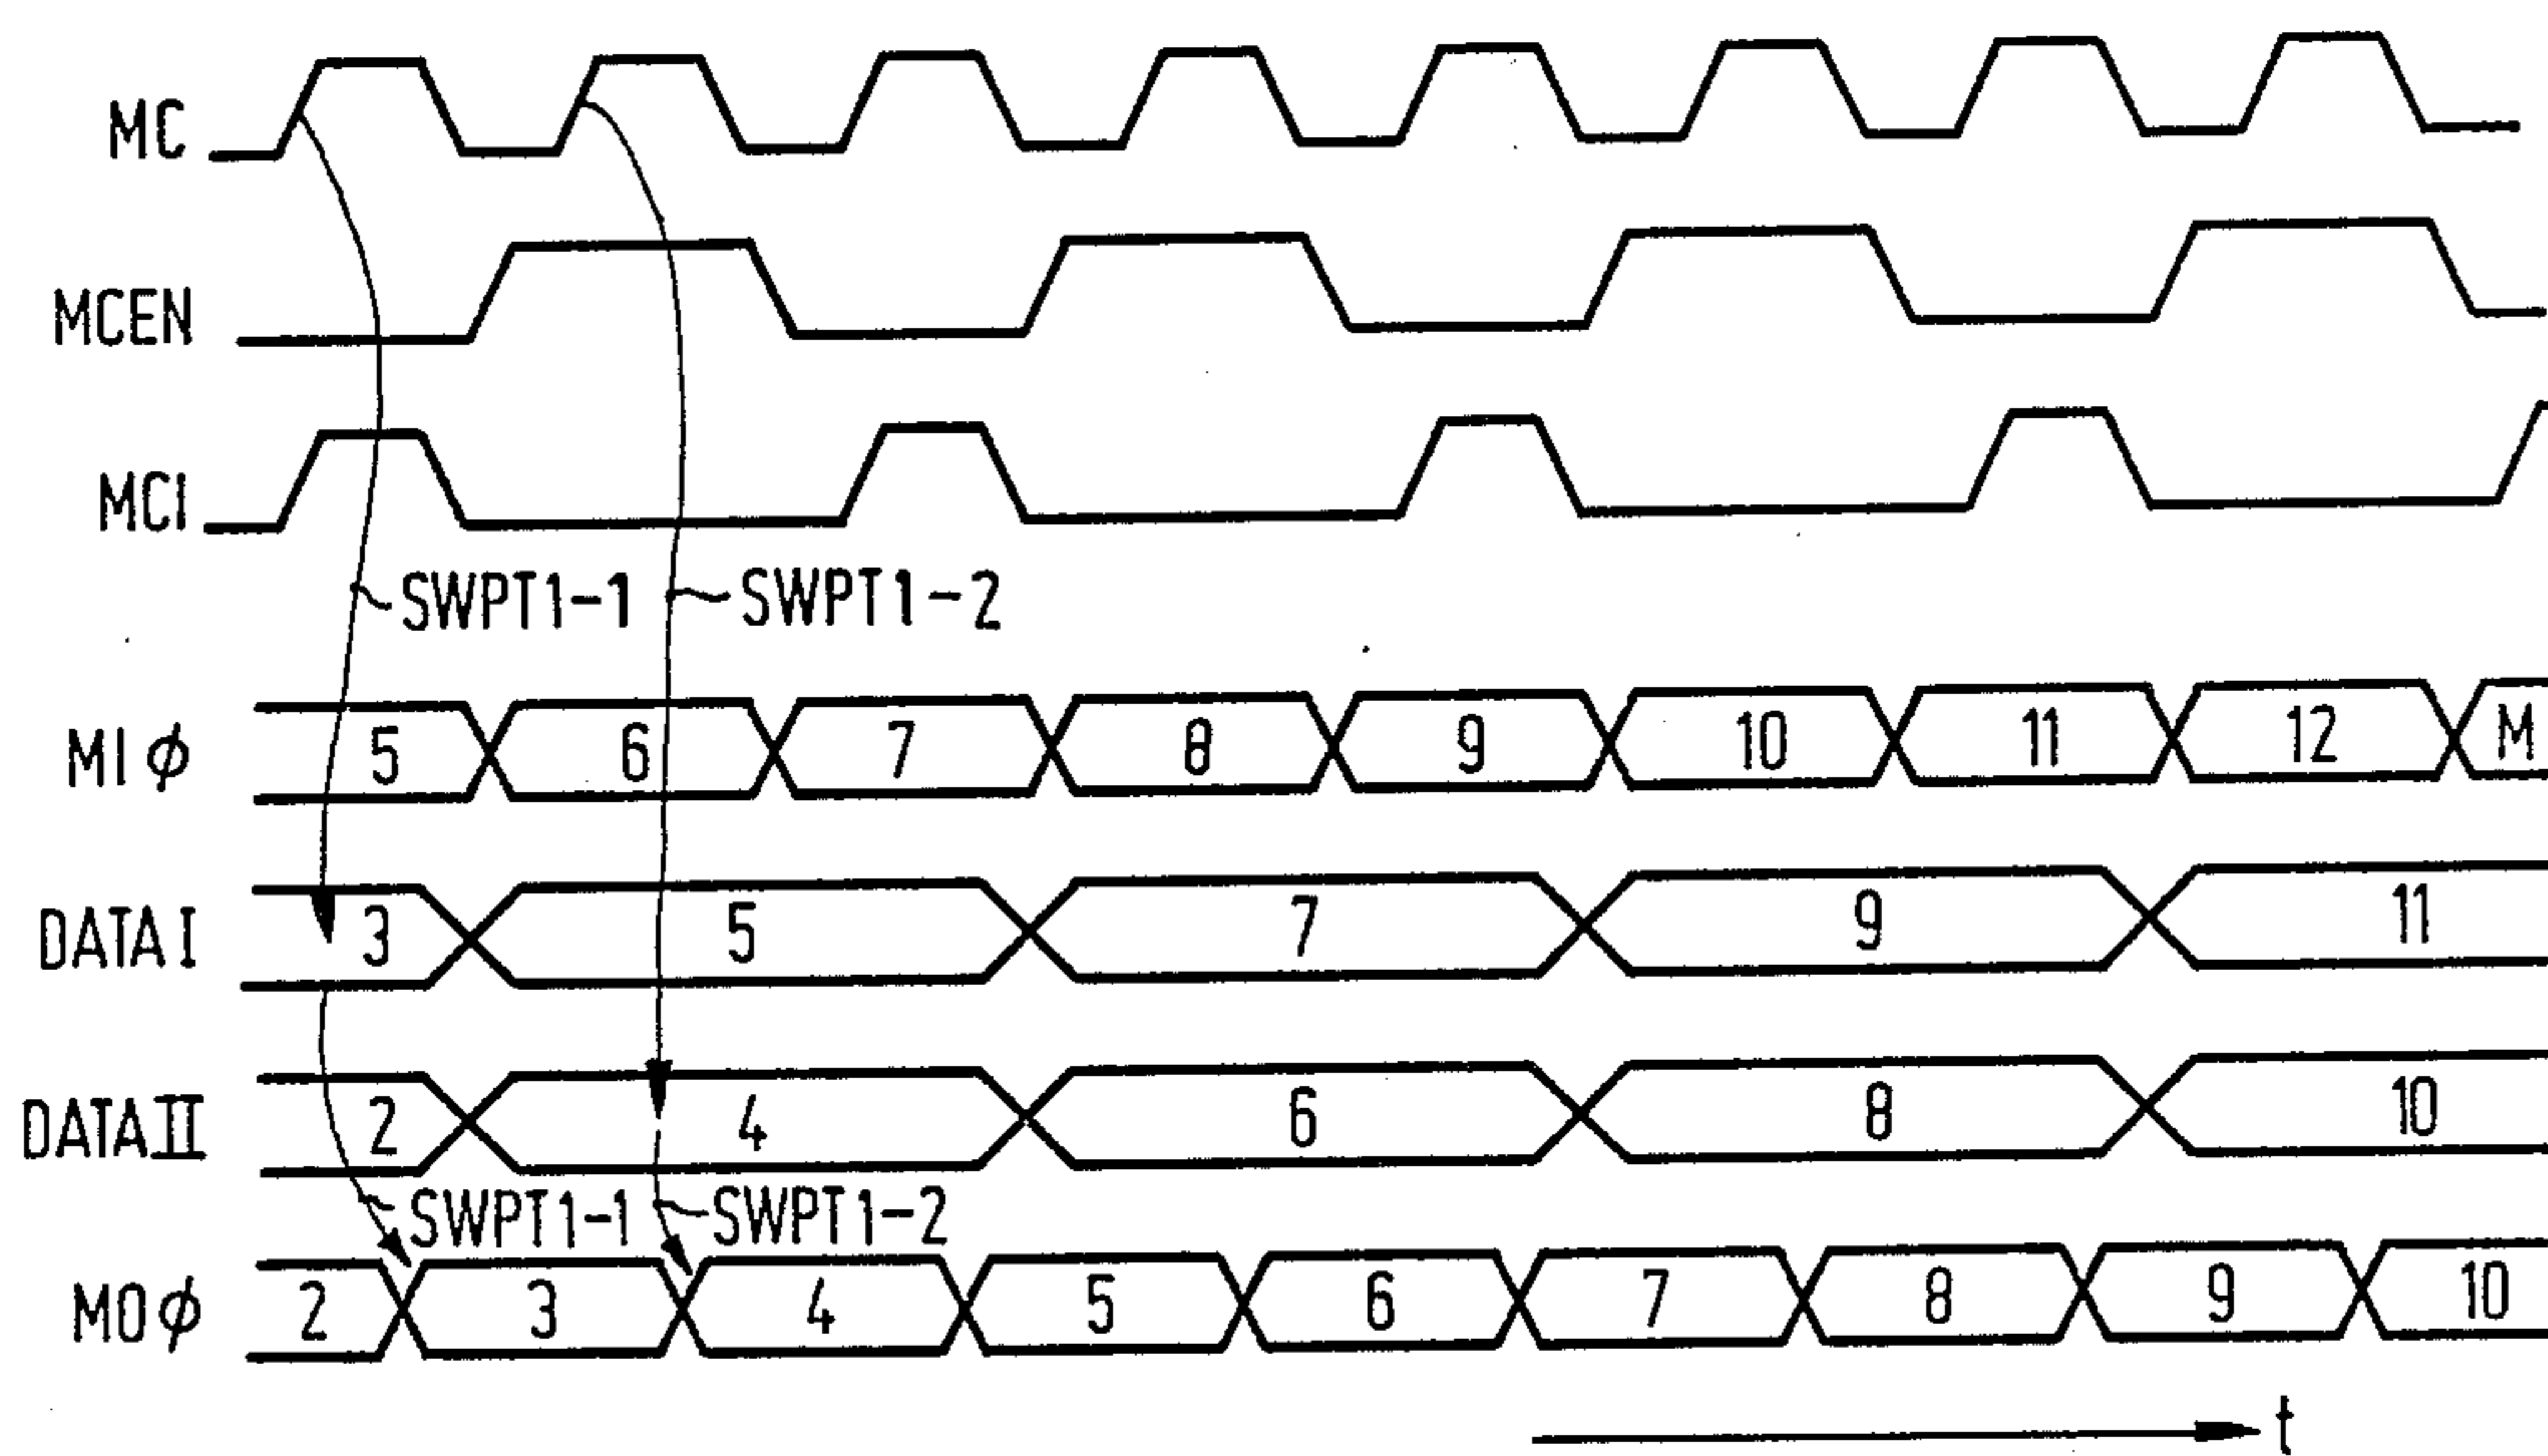 MC
MCEN
MCI
SWPT1-1 SWPT1-2
MIϕ 5 6 7 8 9 10 11 12 M
DATA I 3 5 7 9 11
DATA II 2 4 6 8 10
SWPT1-1 SWPT1-2
MOϕ 2 3 4 5 6 7 8 9 10
t